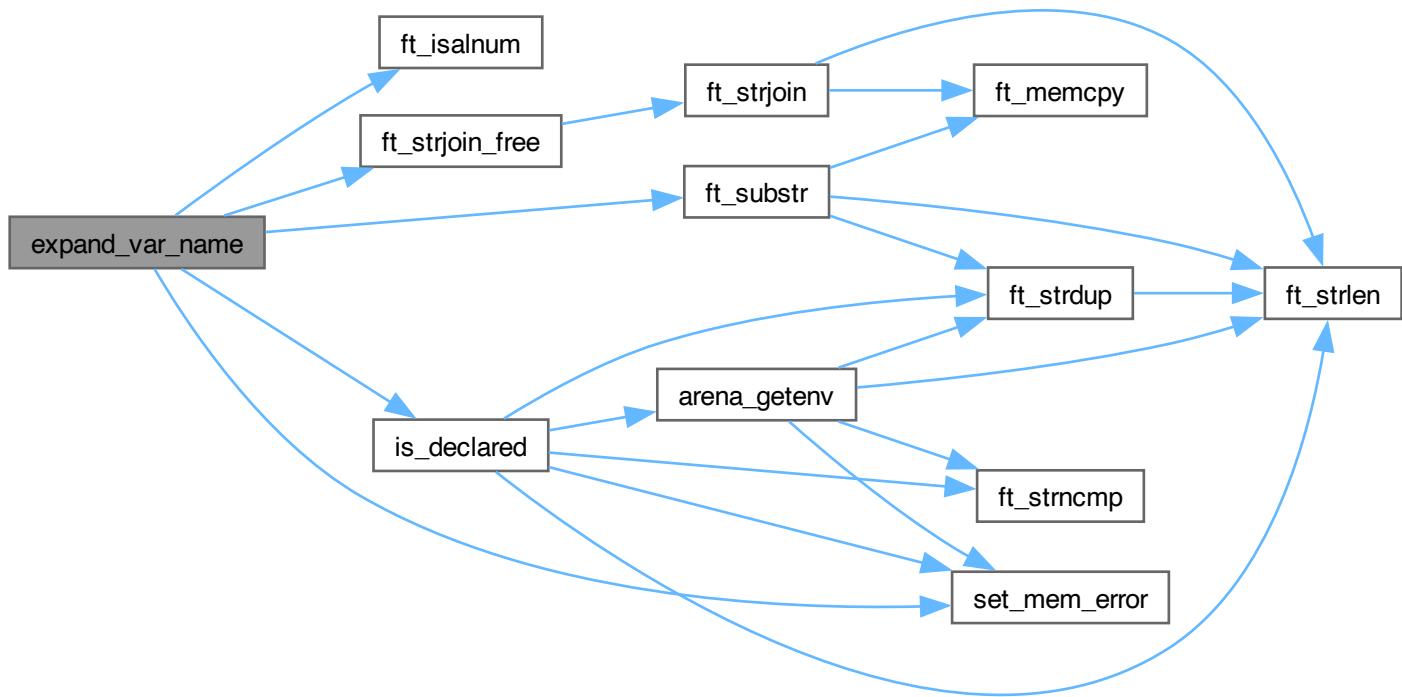 ft_isalnum
ft_strjoin
ft_memcpy
ft_strjoin_free
ft_substr
expand_var_name
ft_strdup
ft_strlen
arena_getenv
is_declared
ft_strncmp
set_mem_error